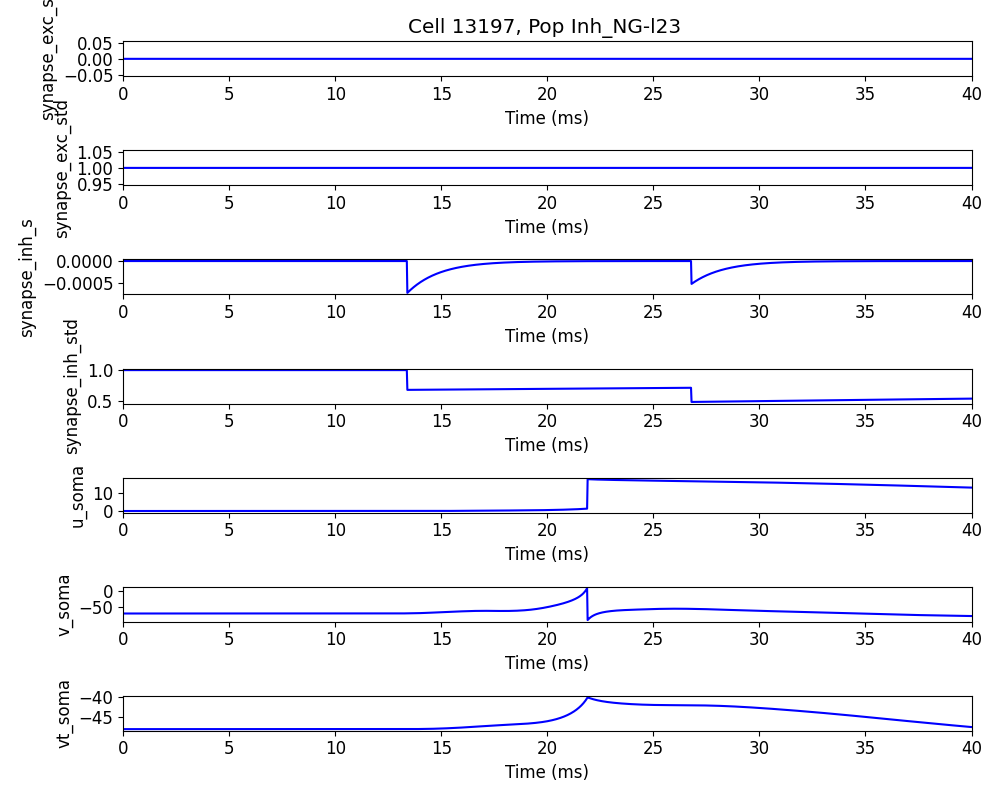 Cell 13197, Pop Inh_NG-l23
synapse_exc_s
0.05
0.00
−0.05
0 5 10 15 20 25 30 35 40
Time (ms)
synapse_exc_std
1.05
1.00
0.95
0 5 10 15 20 25 30 35 40
Time (ms)
synapse_inh_s
0.0000
−0.0005
0 5 10 15 20 25 30 35 40
Time (ms)
synapse_inh_std
1.0
0.5
0 5 10 15 20 25 30 35 40
Time (ms)
u_soma
10
0
0 5 10 15 20 25 30 35 40
Time (ms)
v_soma
0
−50
0 5 10 15 20 25 30 35 40
Time (ms)
vt_soma
−40
−45
0 5 10 15 20 25 30 35 40
Time (ms)